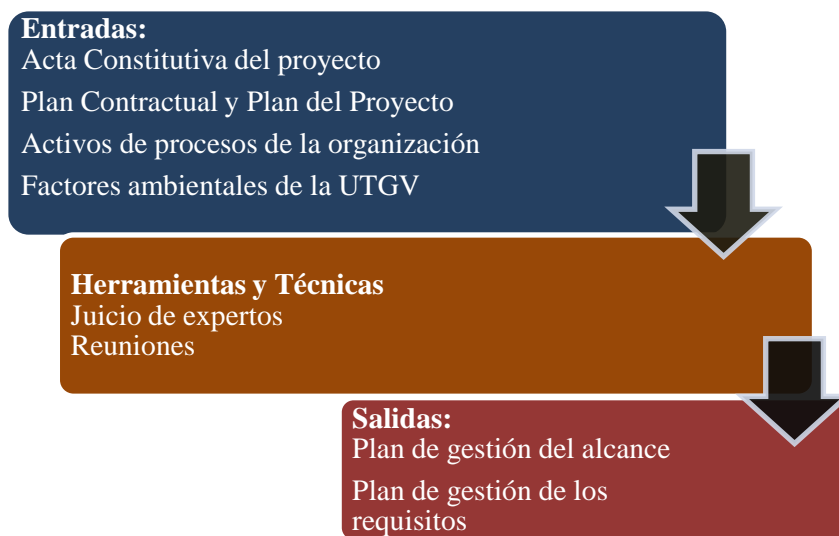 Entradas:
Acta Constitutiva del proyecto
Plan Contractual y Plan del Proyecto
Activos de procesos de la organización
Factores ambientales de la UTGV
Herramientas y Técnicas
Juicio de expertos
Reuniones
Salidas:
Plan de gestión del alcance
Plan de gestión de los
requisitos